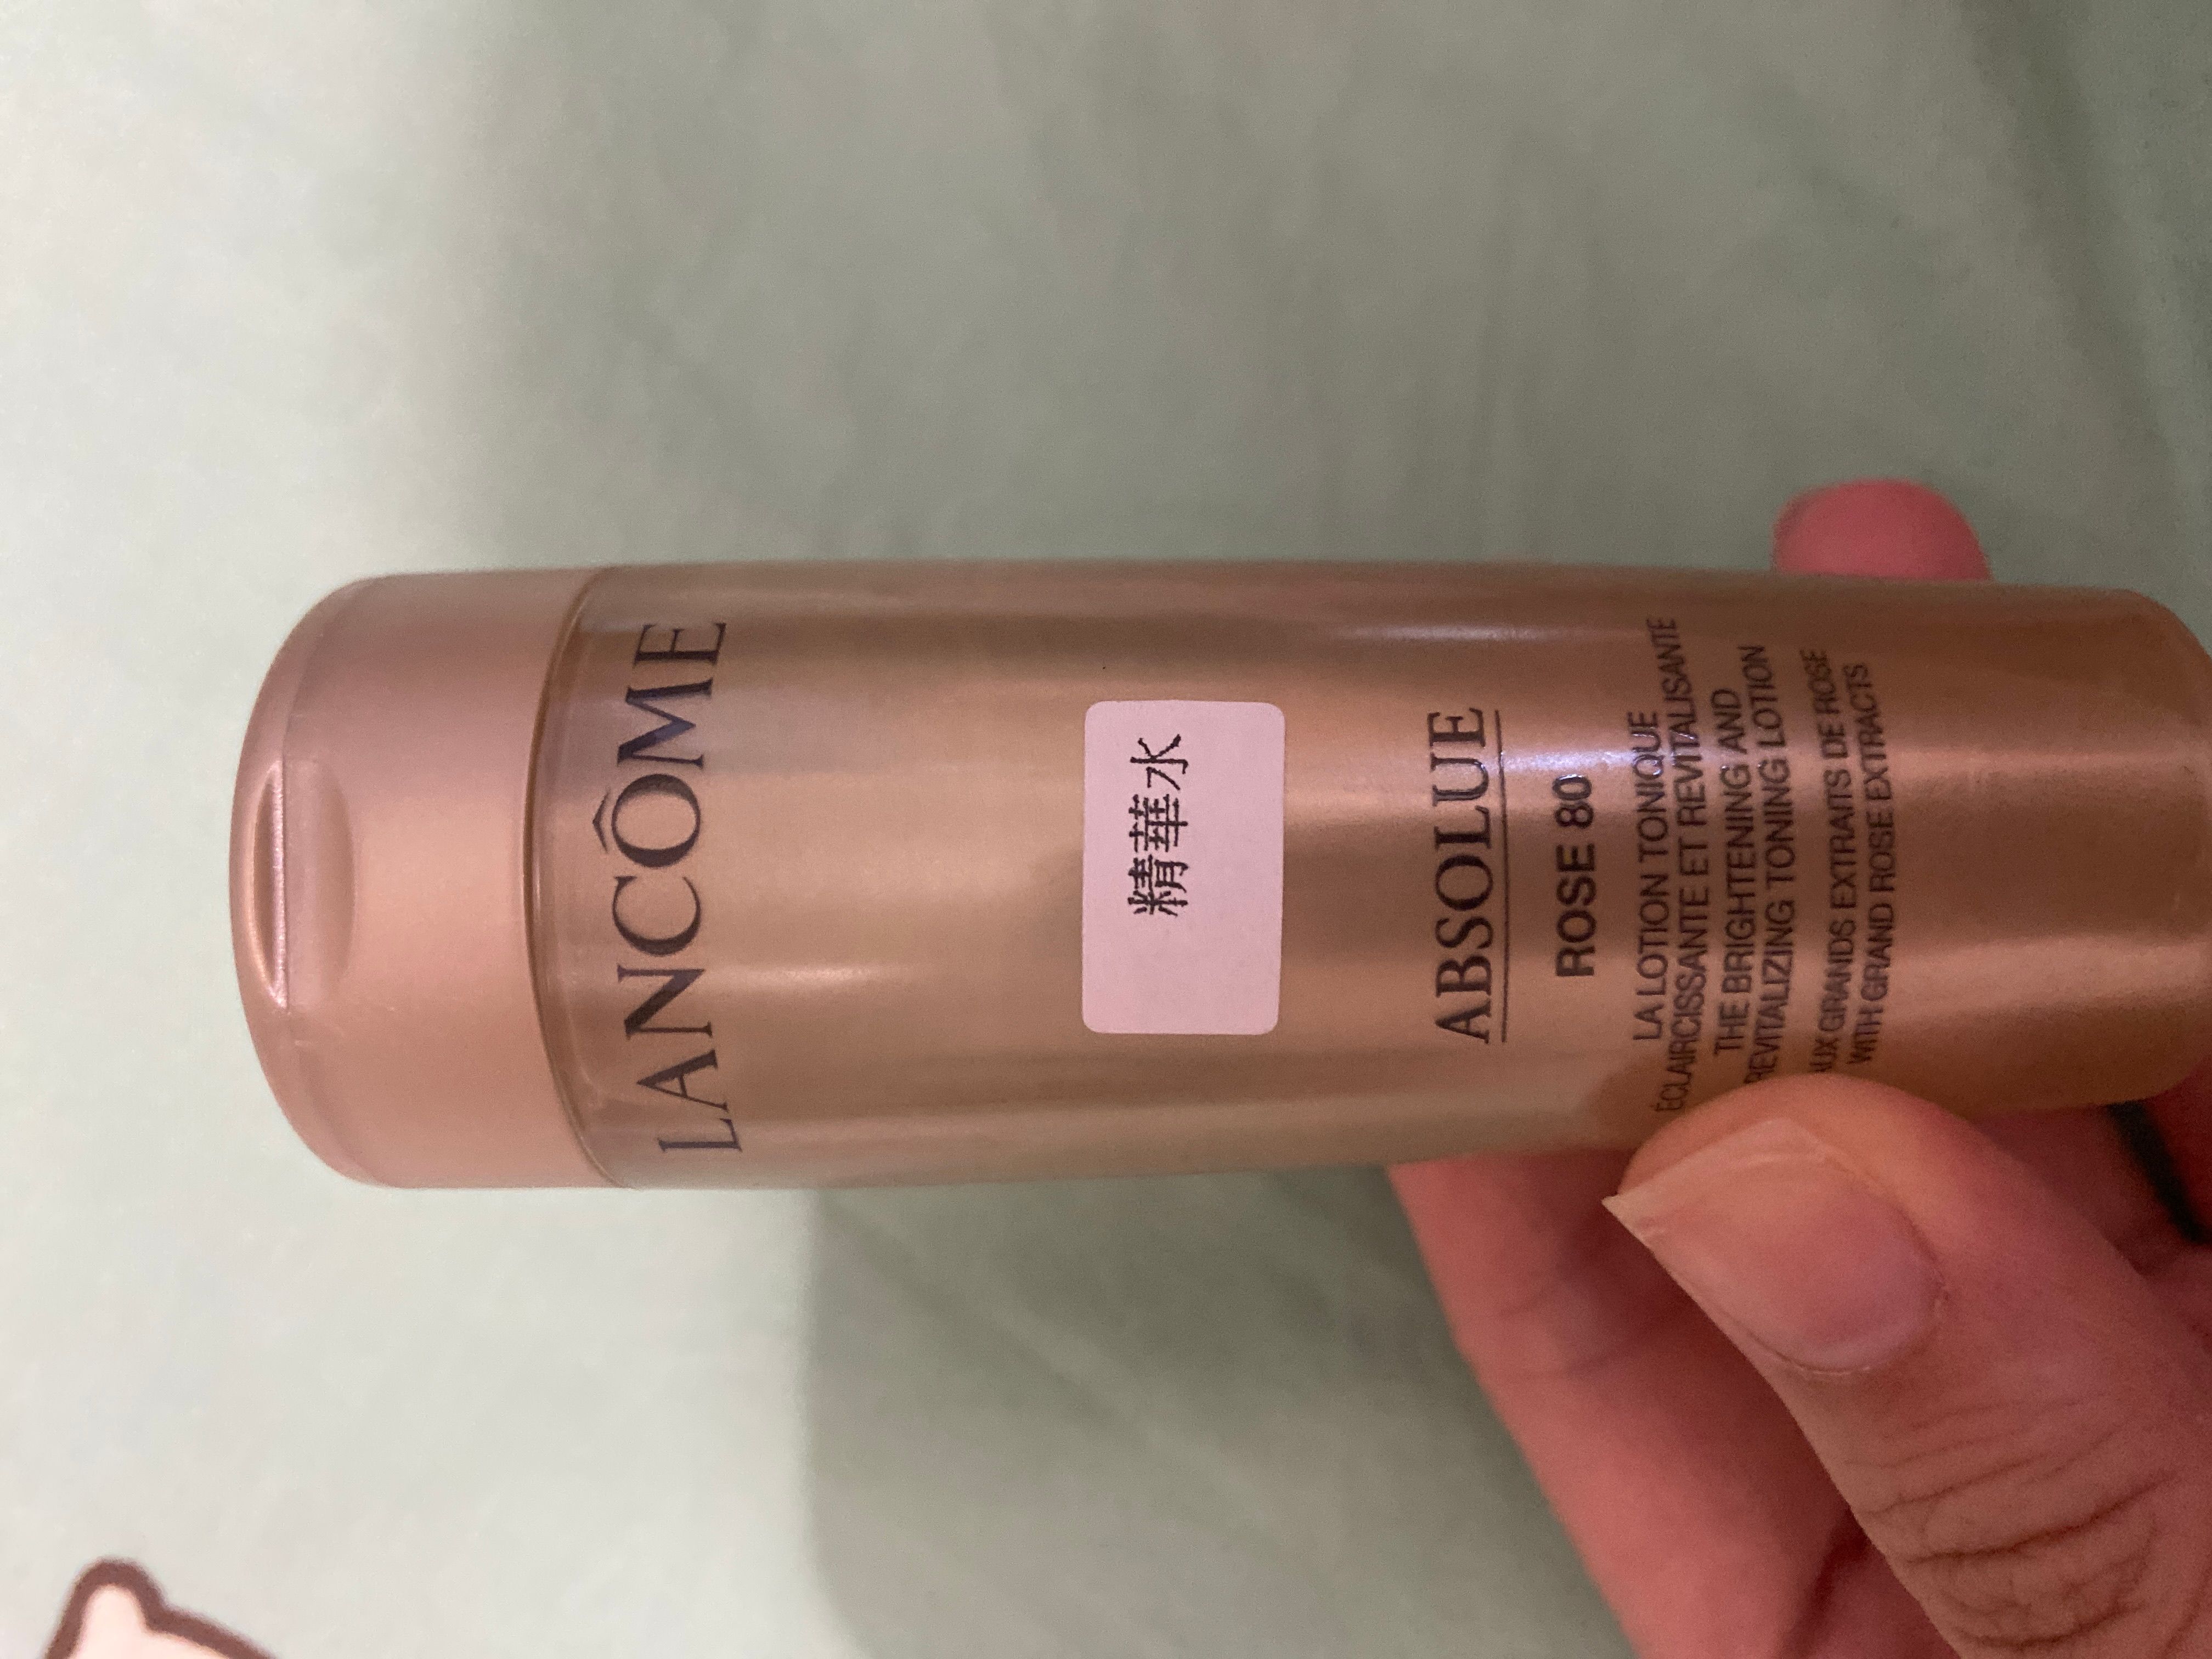 LANCÔME
精華水
ABSOLUE
ROSE 80
LA LOTION TONIQUE
ÉCLAIRCISSANTE ET REVITALISANTE
THE BRIGHTENING AND
REVITALIZING TONING LOTION
AUX GRANDS EXTRAITS DE ROSE
WITH GRAND ROSE EXTRACTS